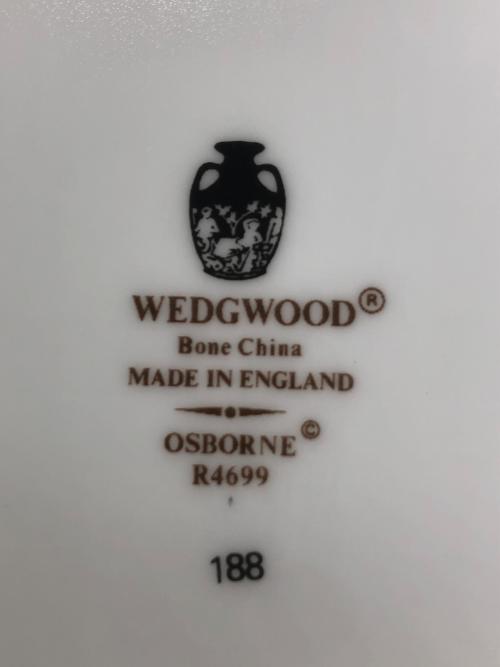 WEDGWOOD®
Bone China
MADE IN ENGLAND
OSBORNE©
R4699
188